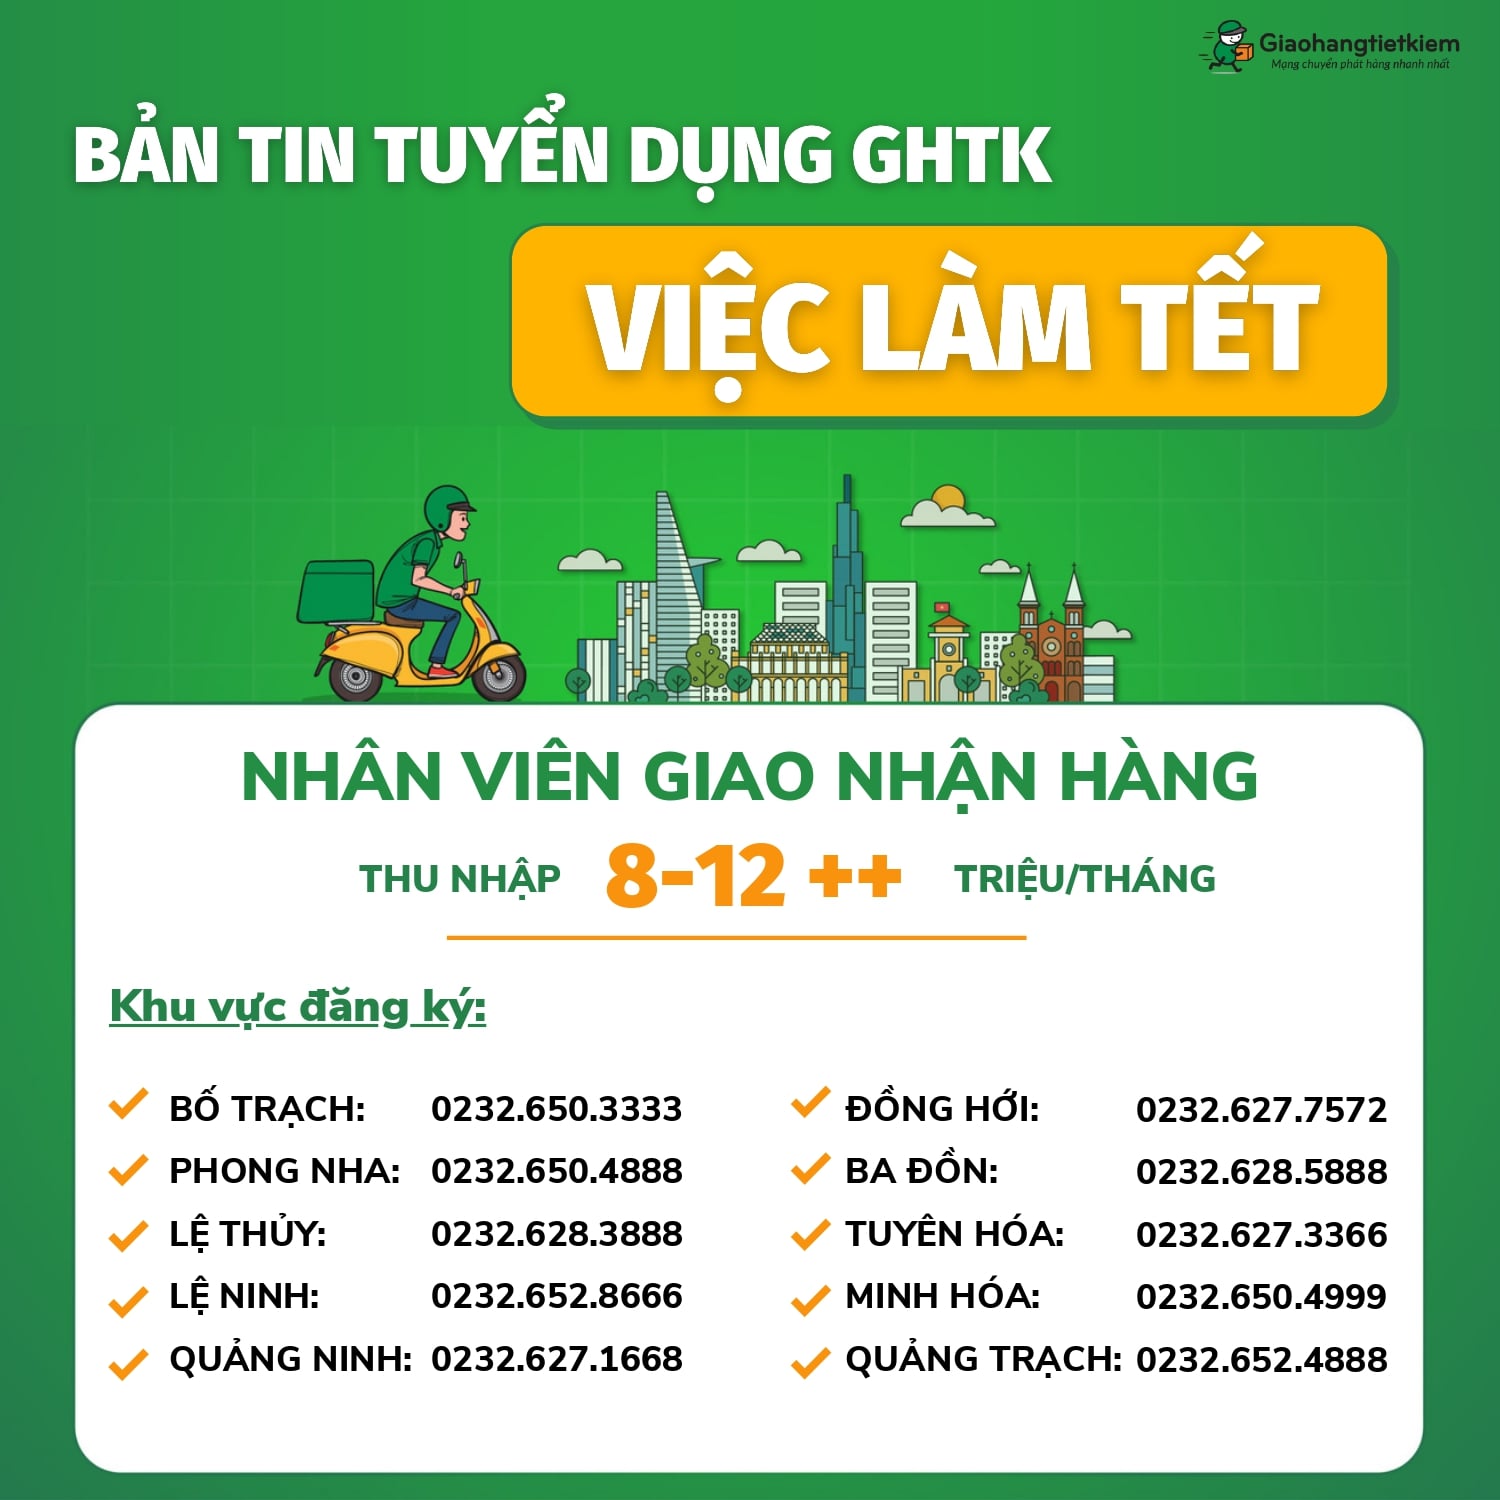 Giaohangtietkiem
Mạng chuyển phát hàng nhanh nhất
BẢN TIN TUYỂN DỤNG GHTK
VIỆC LÀM TẾT
NHÂN VIÊN GIAO NHẬN HÀNG
THU NHẬP 8-12 ++ TRIỆU/THÁNG
Khu vực đăng ký:
BỐ TRẠCH: 0232.650.3333
PHONG NHA: 0232.650.4888
LỆ THỦY: 0232.628.3888
LỆ NINH: 0232.652.8666
QUẢNG NINH: 0232.627.1668
ĐỒNG HỚI: 0232.627.7572
BA ĐỒN: 0232.628.5888
TUYÊN HÓA: 0232.627.3366
MINH HÓA: 0232.650.4999
QUẢNG TRẠCH: 0232.652.4888